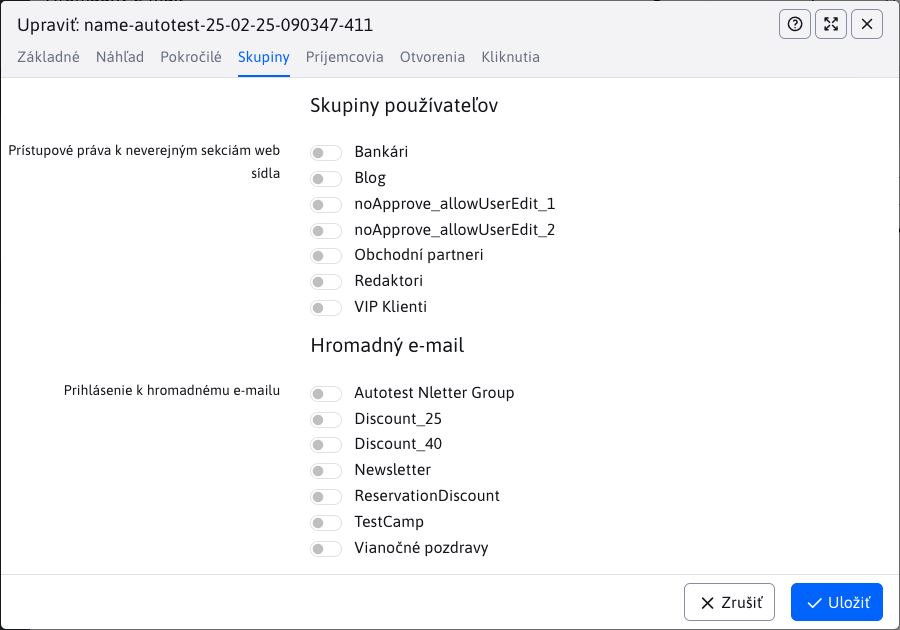 Upraviť: name-autotest-25-02-25-090347-411
Základné Náhľad Pokročilé Skupiny Príjemcovia Otvorenia Kliknutia
Skupiny používateľov
Prístupové práva k neverejným sekciám web
sídla
Bankári
Blog
noApprove_allowUserEdit_1
noApprove_allowUserEdit_2
Obchodní partneri
Redaktori
VIP Klienti
Hromadný e-mail
Prihlásenie k hromadnému e-mailu
Autotest Nletter Group
Discount_25
Discount_40
Newsletter
ReservationDiscount
TestCamp
Vianočné pozdravy
Zrušiť
Uložiť